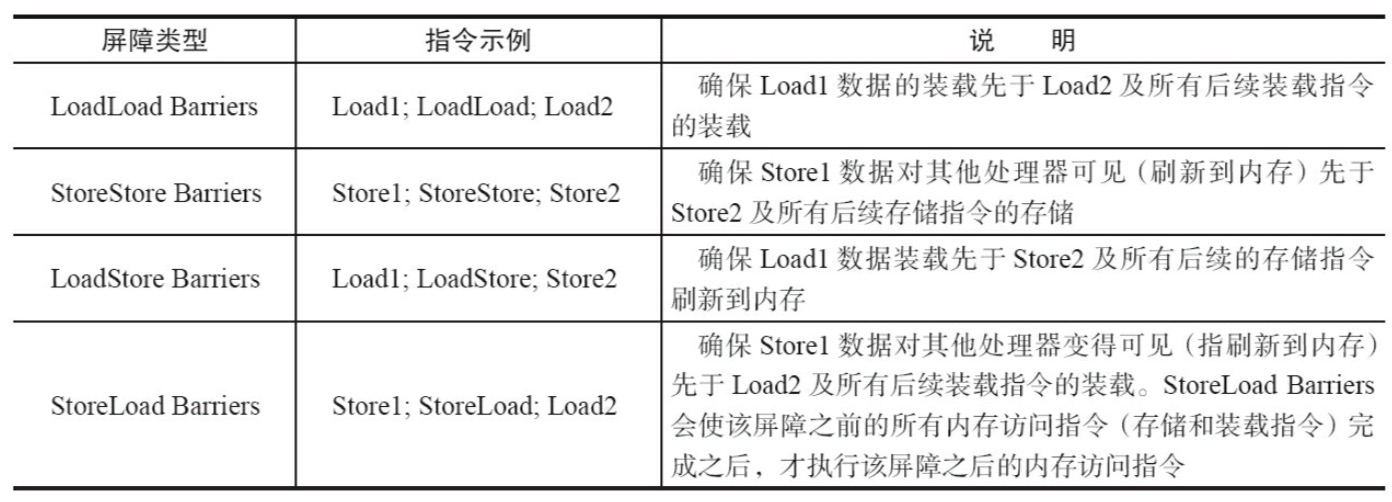 屏障类型 指令示例 说 明
LoadLoad Barriers Load1; LoadLoad; Load2 确保 Load1 数据的装载先于 Load2 及所有后续装载指令
的装载
StoreStore Barriers Store1; StoreStore; Store2 确保 Store1 数据对其他处理器可见（刷新到内存）先于
Store2 及所有后续存储指令的存储
LoadStore Barriers Load1; LoadStore; Store2 确保 Load1 数据装载先于 Store2 及所有后续的存储指令
刷新到内存
StoreLoad Barriers Store1; StoreLoad; Load2 确保 Store1 数据对其他处理器变得可见（指刷新到内存）
先于 Load2 及所有后续装载指令的装载。StoreLoad Barriers
会使该屏障之前的所有内存访问指令（存储和装载指令）完
成之后，才执行该屏障之后的内存访问指令